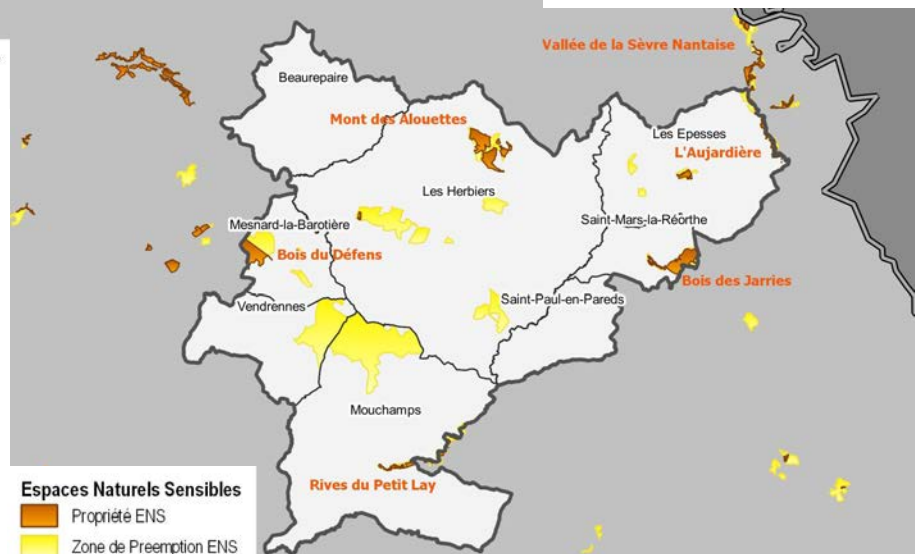 Vallée de la Sèvre Nantaise
Beaurepaire
Mont des Alouettes
Les Epesses
L'Aujardière
Les Herbiers
Mesnard-la-Barotière
Saint-Mars-la-Réorthe
Bois du Défens
Bois des Jarries
Saint-Paul-en-Pareds
Vendrennes
Mouchamps
Rives du Petit Lay
Espaces Naturels Sensibles
Propriété ENS
Zone de Preemption ENS